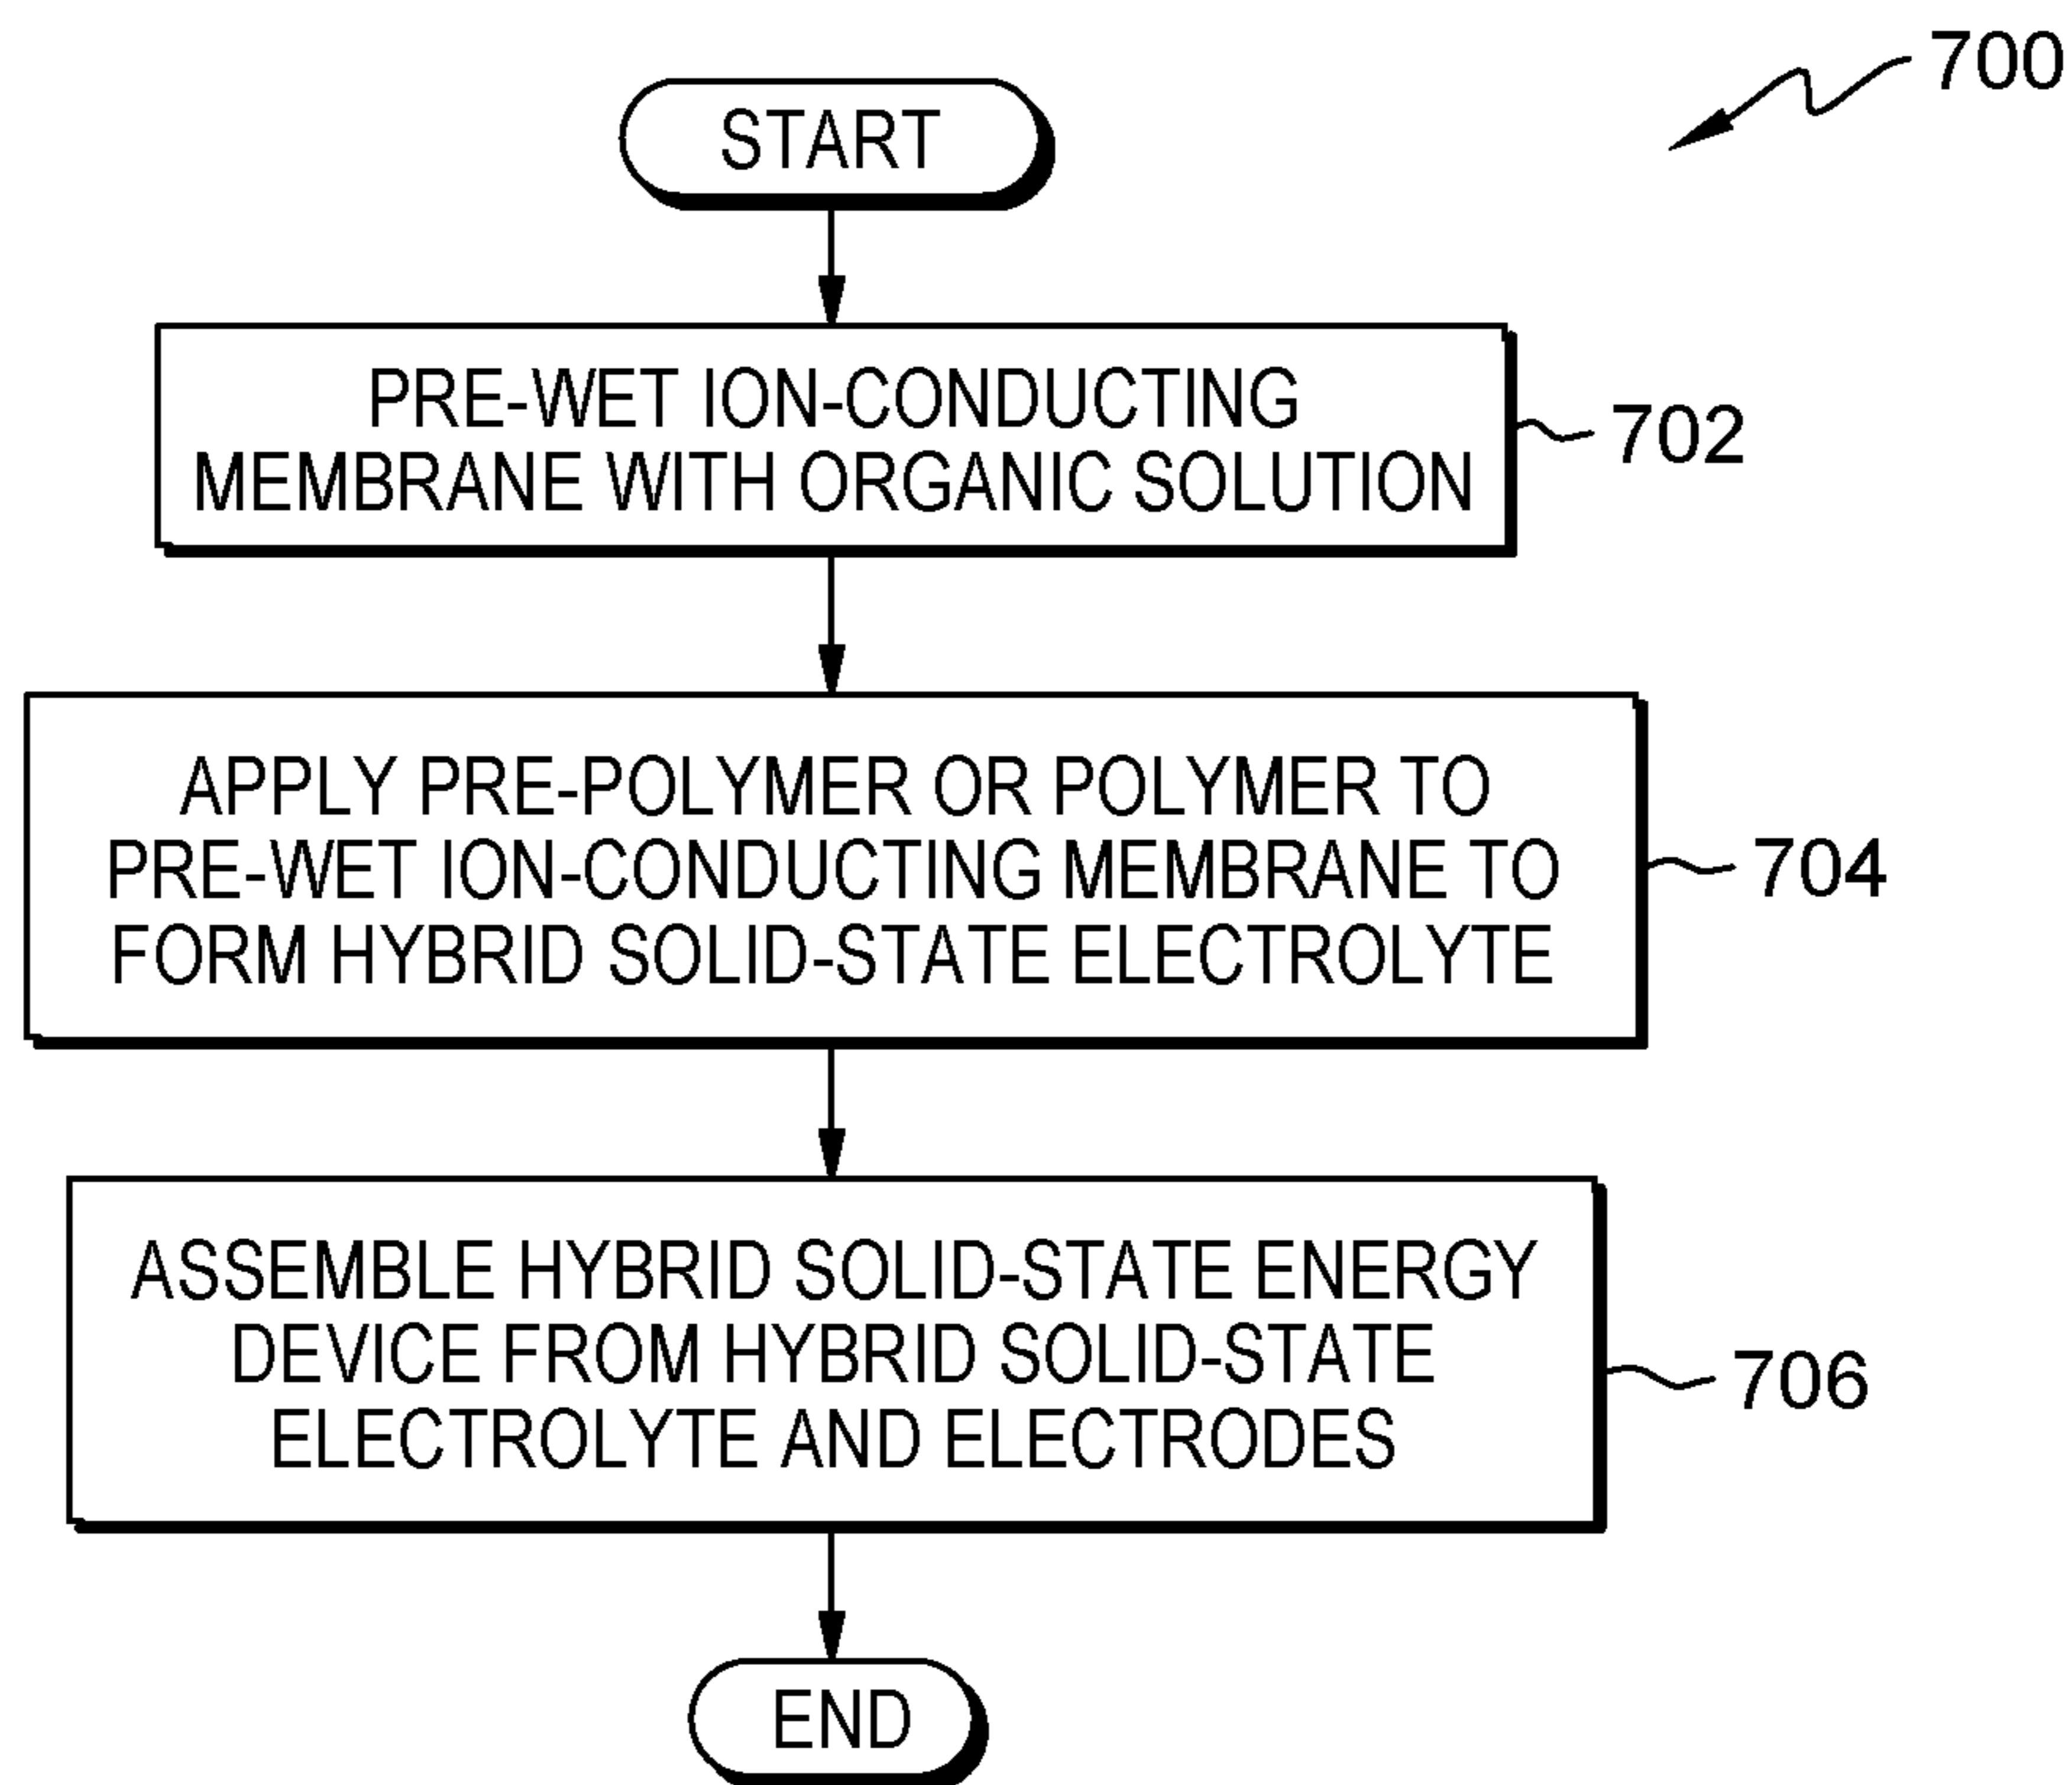 700
START
PRE-WET ION-CONDUCTING
MEMBRANE WITH ORGANIC SOLUTION
702
APPLY PRE-POLYMER OR POLYMER TO
PRE-WET ION-CONDUCTING MEMBRANE TO
FORM HYBRID SOLID-STATE ELECTROLYTE
704
ASSEMBLE HYBRID SOLID-STATE ENERGY
DEVICE FROM HYBRID SOLID-STATE
ELECTROLYTE AND ELECTRODES
706
END